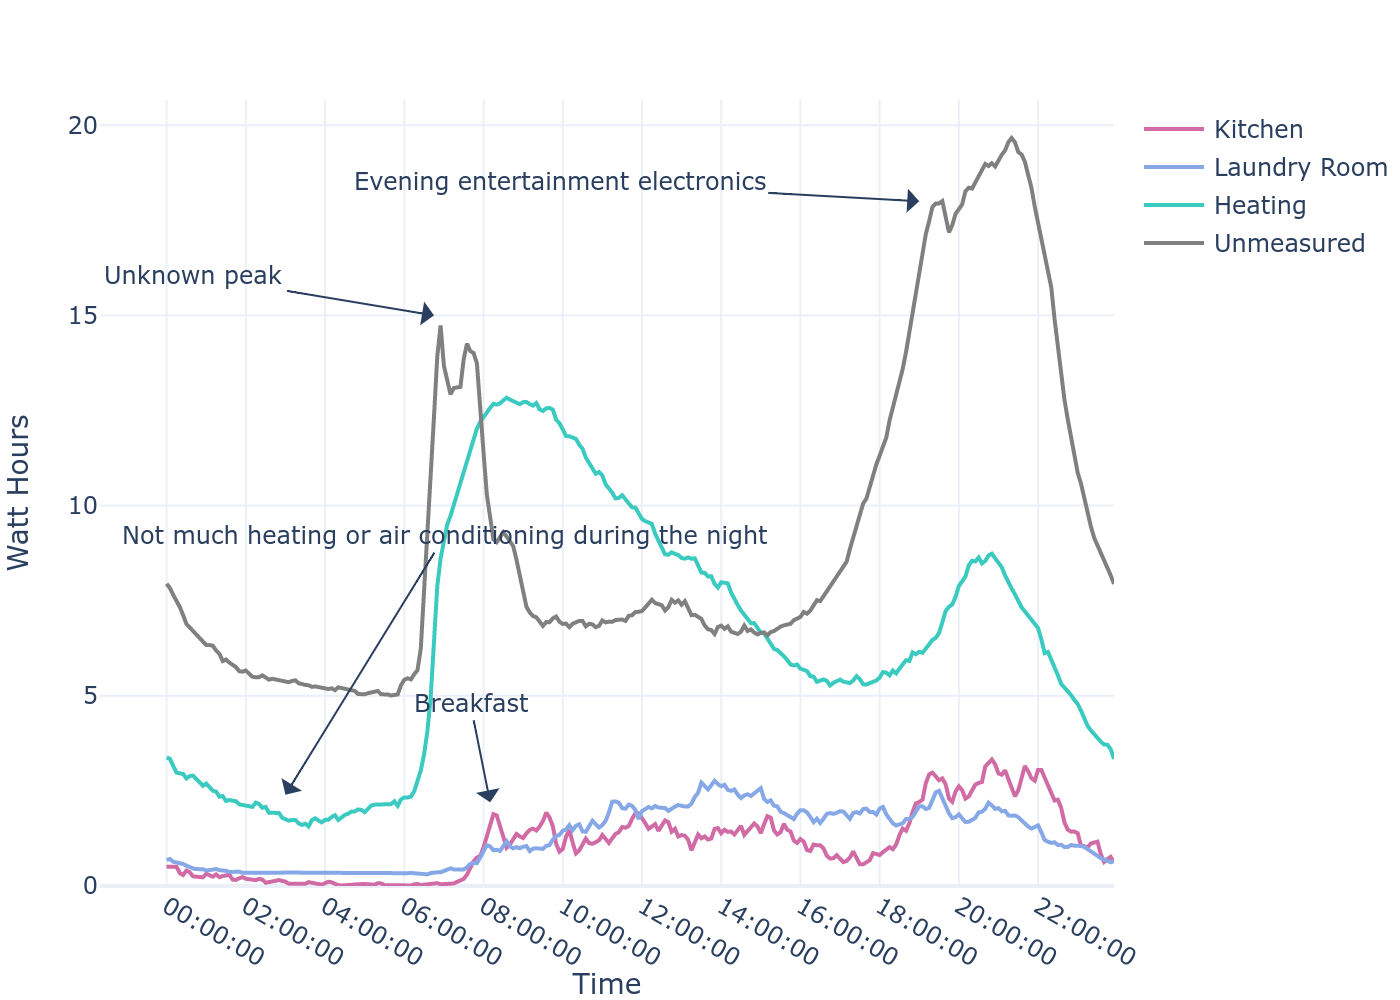 20
Kitchen
Laundry Room
Evening entertainment electronics
Heating
Unmeasured
Unknown peak
15
Watt Hours
10
Not much heating or air conditioning during the night
5
Breakfast
0
00:00:00
02:00:00
04:00:00
06:00:00
08:00:00
10:00:00
12:00:00
14:00:00
16:00:00
18:00:00
20:00:00
22:00:00
Time